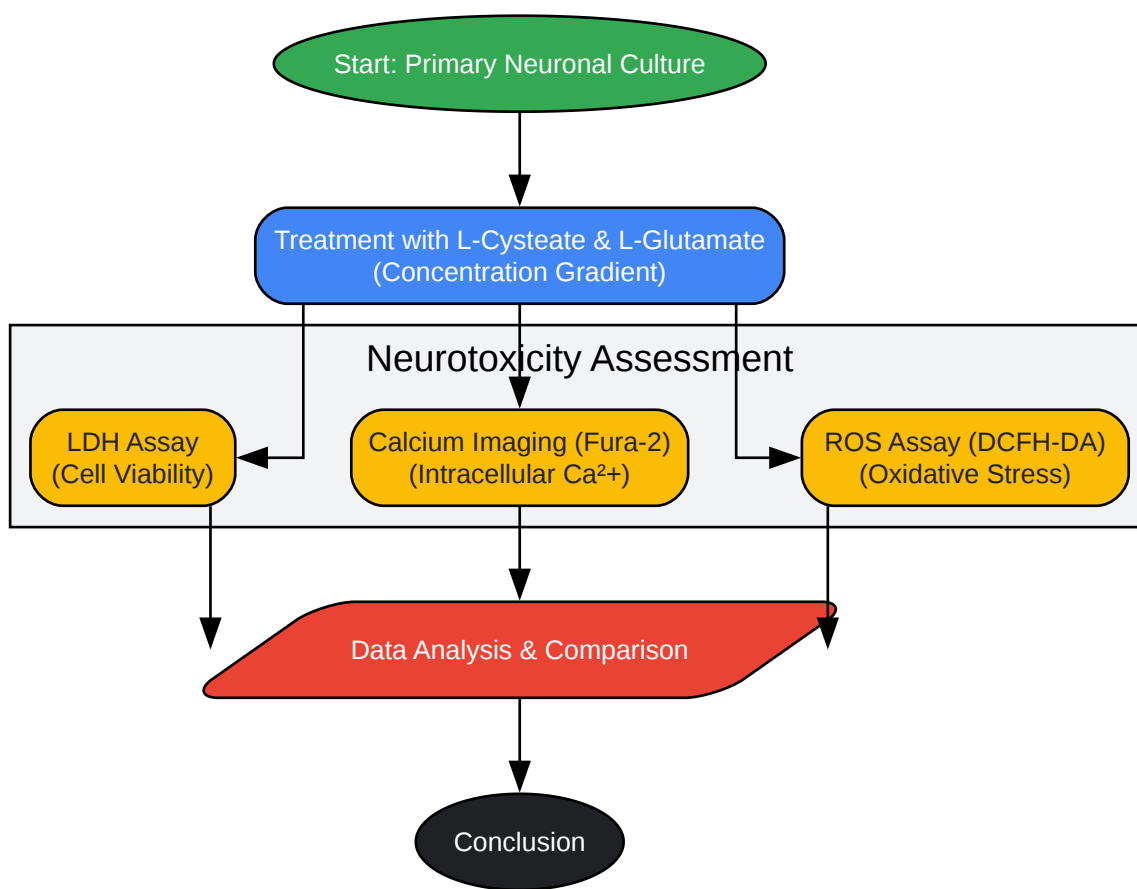 Start: Primary Neuronal Culture
Treatment with L-Cysteate & L-Glutamate
(Concentration Gradient)
Neurotoxicity Assessment
LDH Assay
(Cell Viability)
Calcium Imaging (Fura-2)
(Intracellular Ca²+)
ROS Assay (DCFH-DA)
(Oxidative Stress)
Data Analysis & Comparison
Conclusion